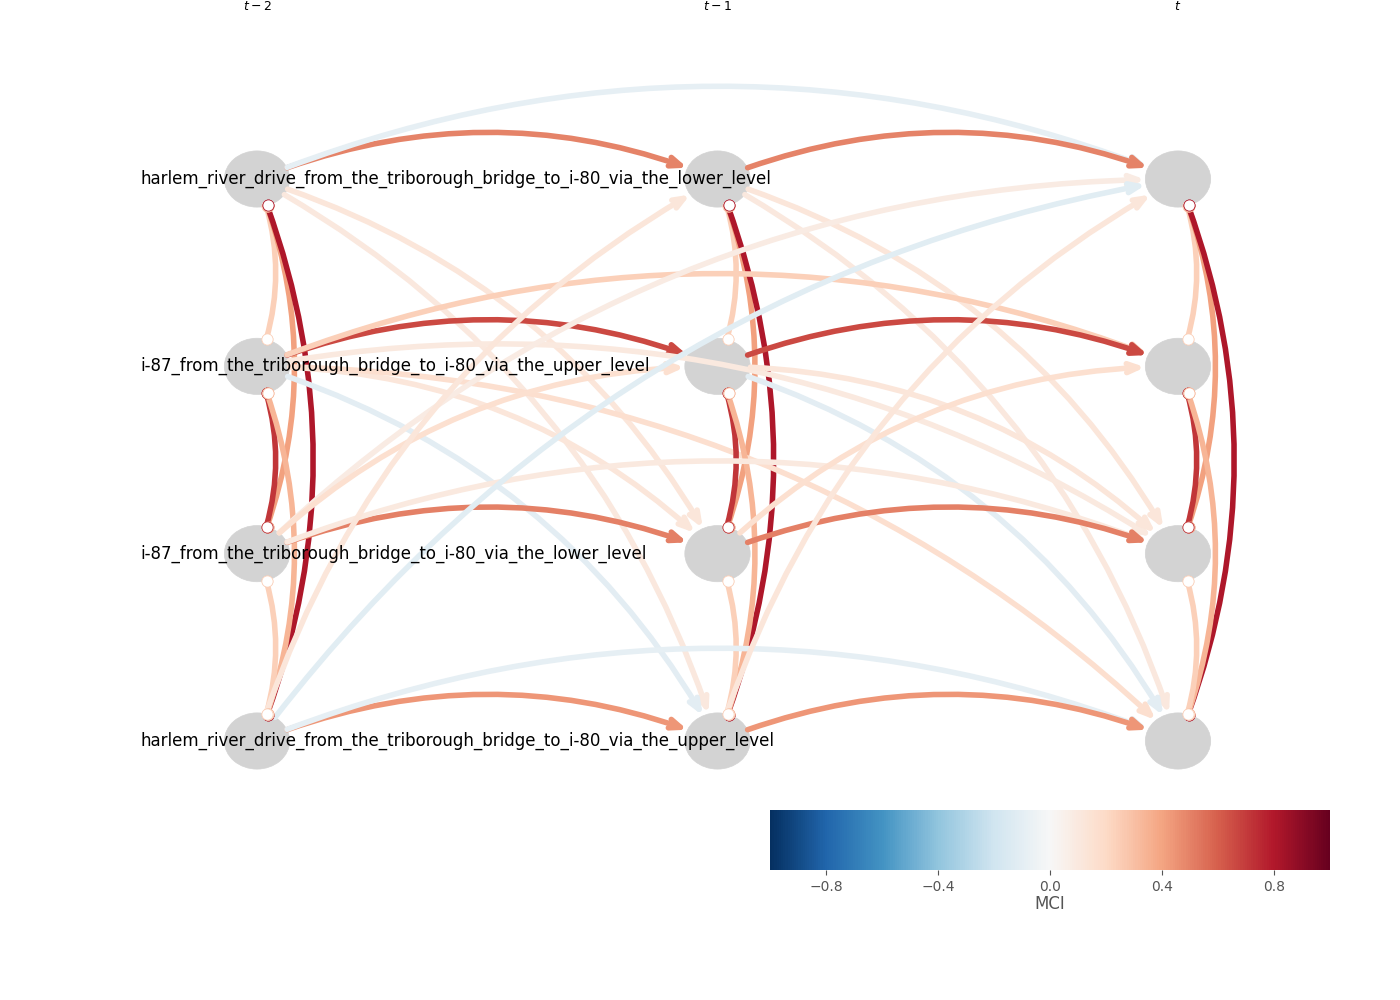 t − 2 t − 1 t
harlem_river_drive_from_the_triborough_bridge_to_i-80_via_the_lower_level
i-87_from_the_triborough_bridge_to_i-80_via_the_upper_level
i-87_from_the_triborough_bridge_to_i-80_via_the_lower_level
harlem_river_drive_from_the_triborough_bridge_to_i-80_via_the_upper_level
−0.8 −0.4 0.0 0.4 0.8
MCI